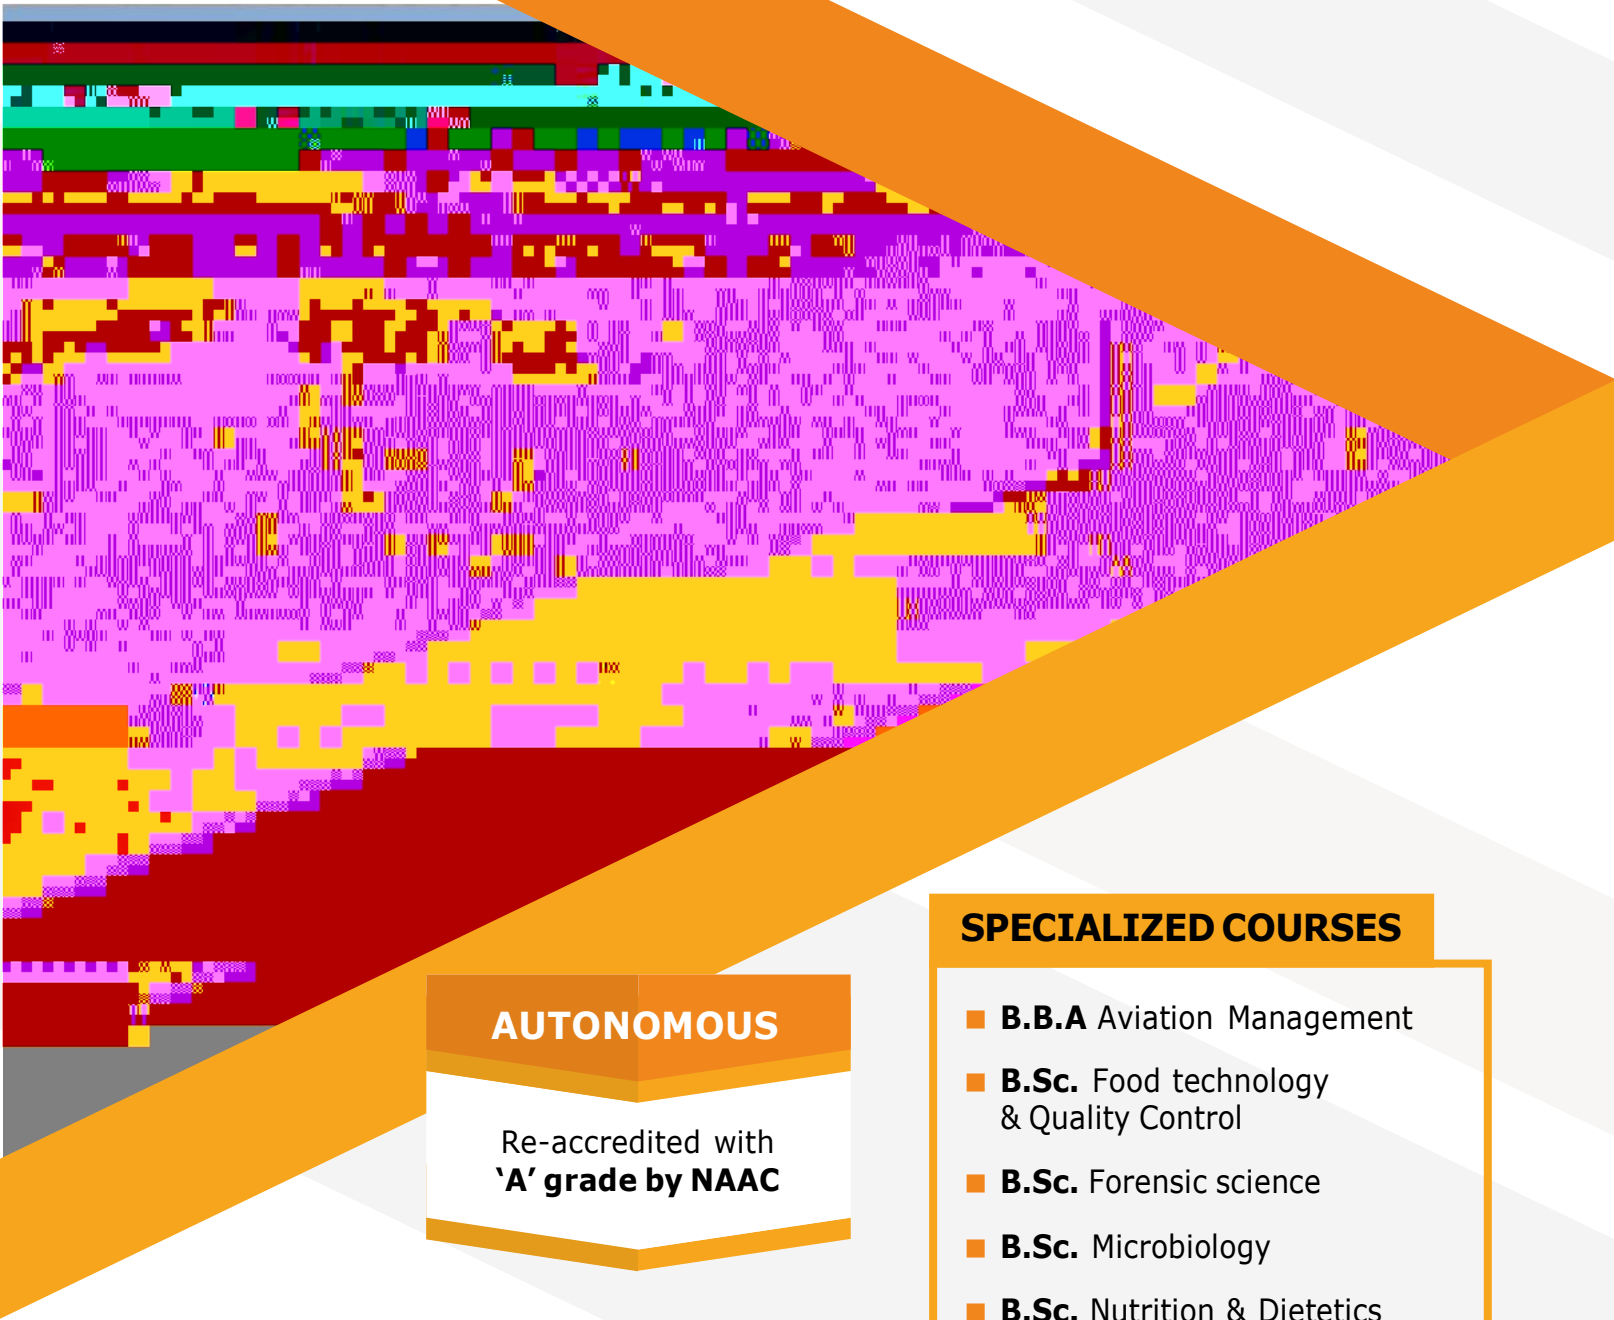 AUTONOMOUS
Re-accredited with
‘A’ grade by NAAC
SPECIALIZED COURSES
B.B.A Aviation Management
B.Sc. Food technology
& Quality Control
B.Sc. Forensic science
B.Sc. Microbiology
B.Sc. Nutrition & Dietetics